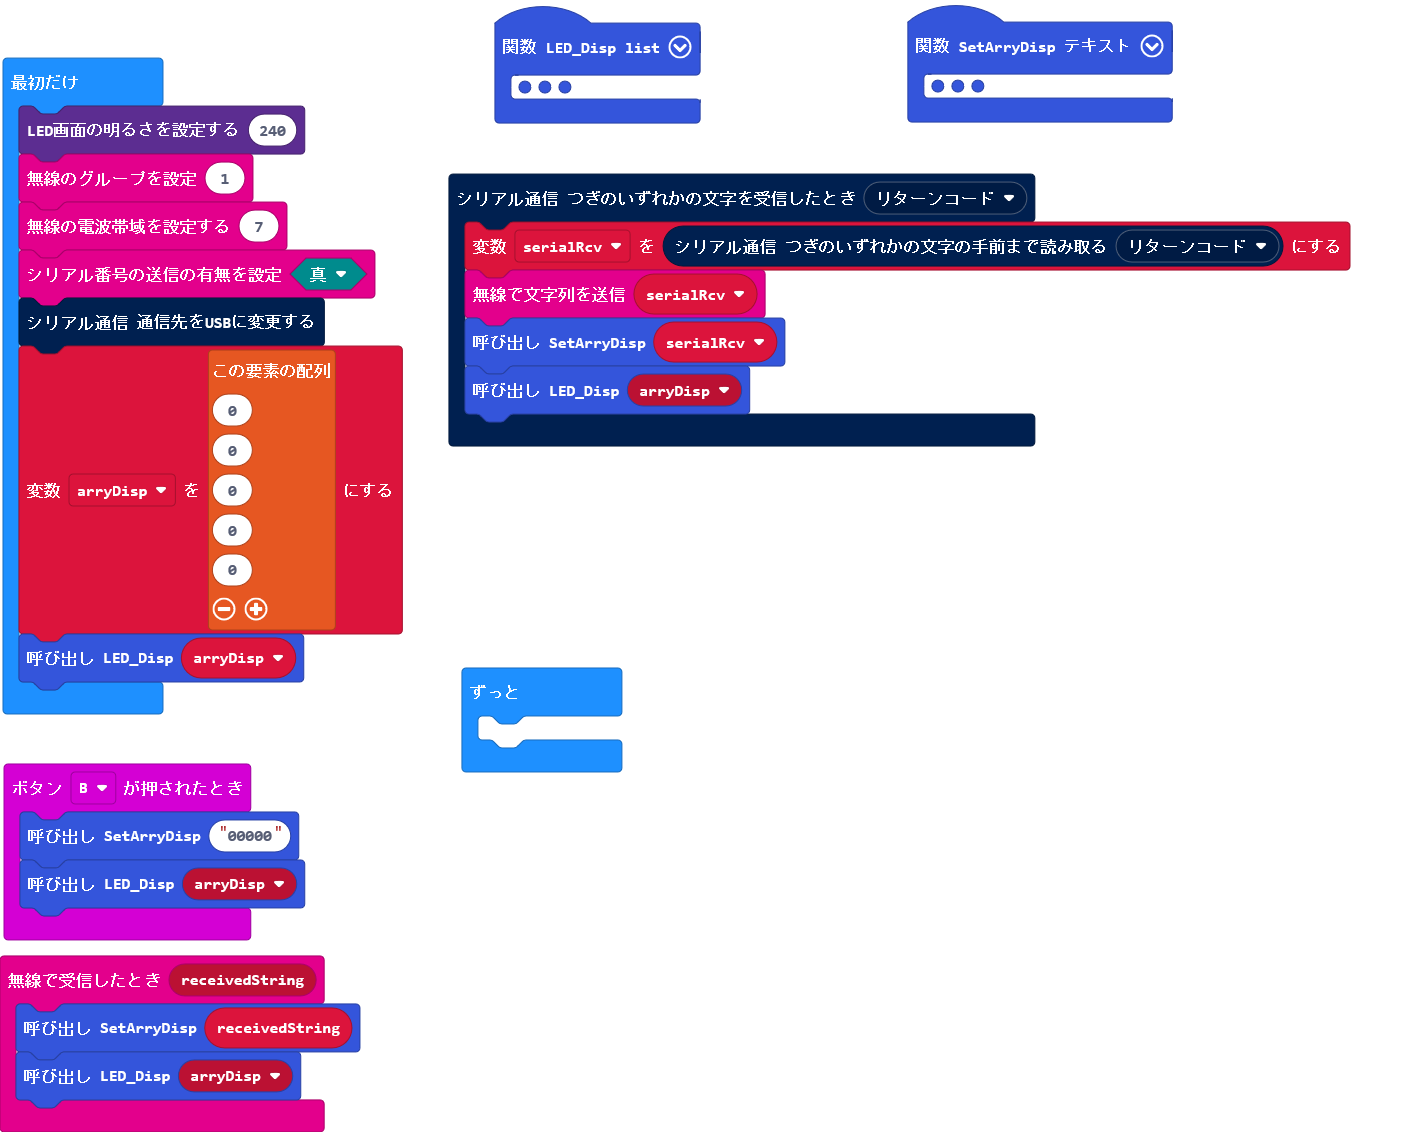 最初だけ
LED画面の明るさを設定する 240
無線のグループを設定 1
無線の電波帯域を設定する 7
シリアル番号の送信の有無を設定 真
シリアル通信 通信先をUSBに変更する
この要素の配列
0
0
変数 arryDisp を 0 にする
0
0
呼び出し LED_Disp arryDisp
関数 LED_Disp list
関数 SetArryDisp テキスト
シリアル通信 つぎのいずれかの文字を受信したとき リターンコード
変数 serialRcv を シリアル通信 つぎのいずれかの文字の手前まで読み取る リターンコード にする
無線で文字列を送信 serialRcv
呼び出し SetArryDisp serialRcv
呼び出し LED_Disp arryDisp
ずっと
ボタン B が押されたとき
呼び出し SetArryDisp "00000"
呼び出し LED_Disp arryDisp
無線で受信したとき receivedString
呼び出し SetArryDisp receivedString
呼び出し LED_Disp arryDisp